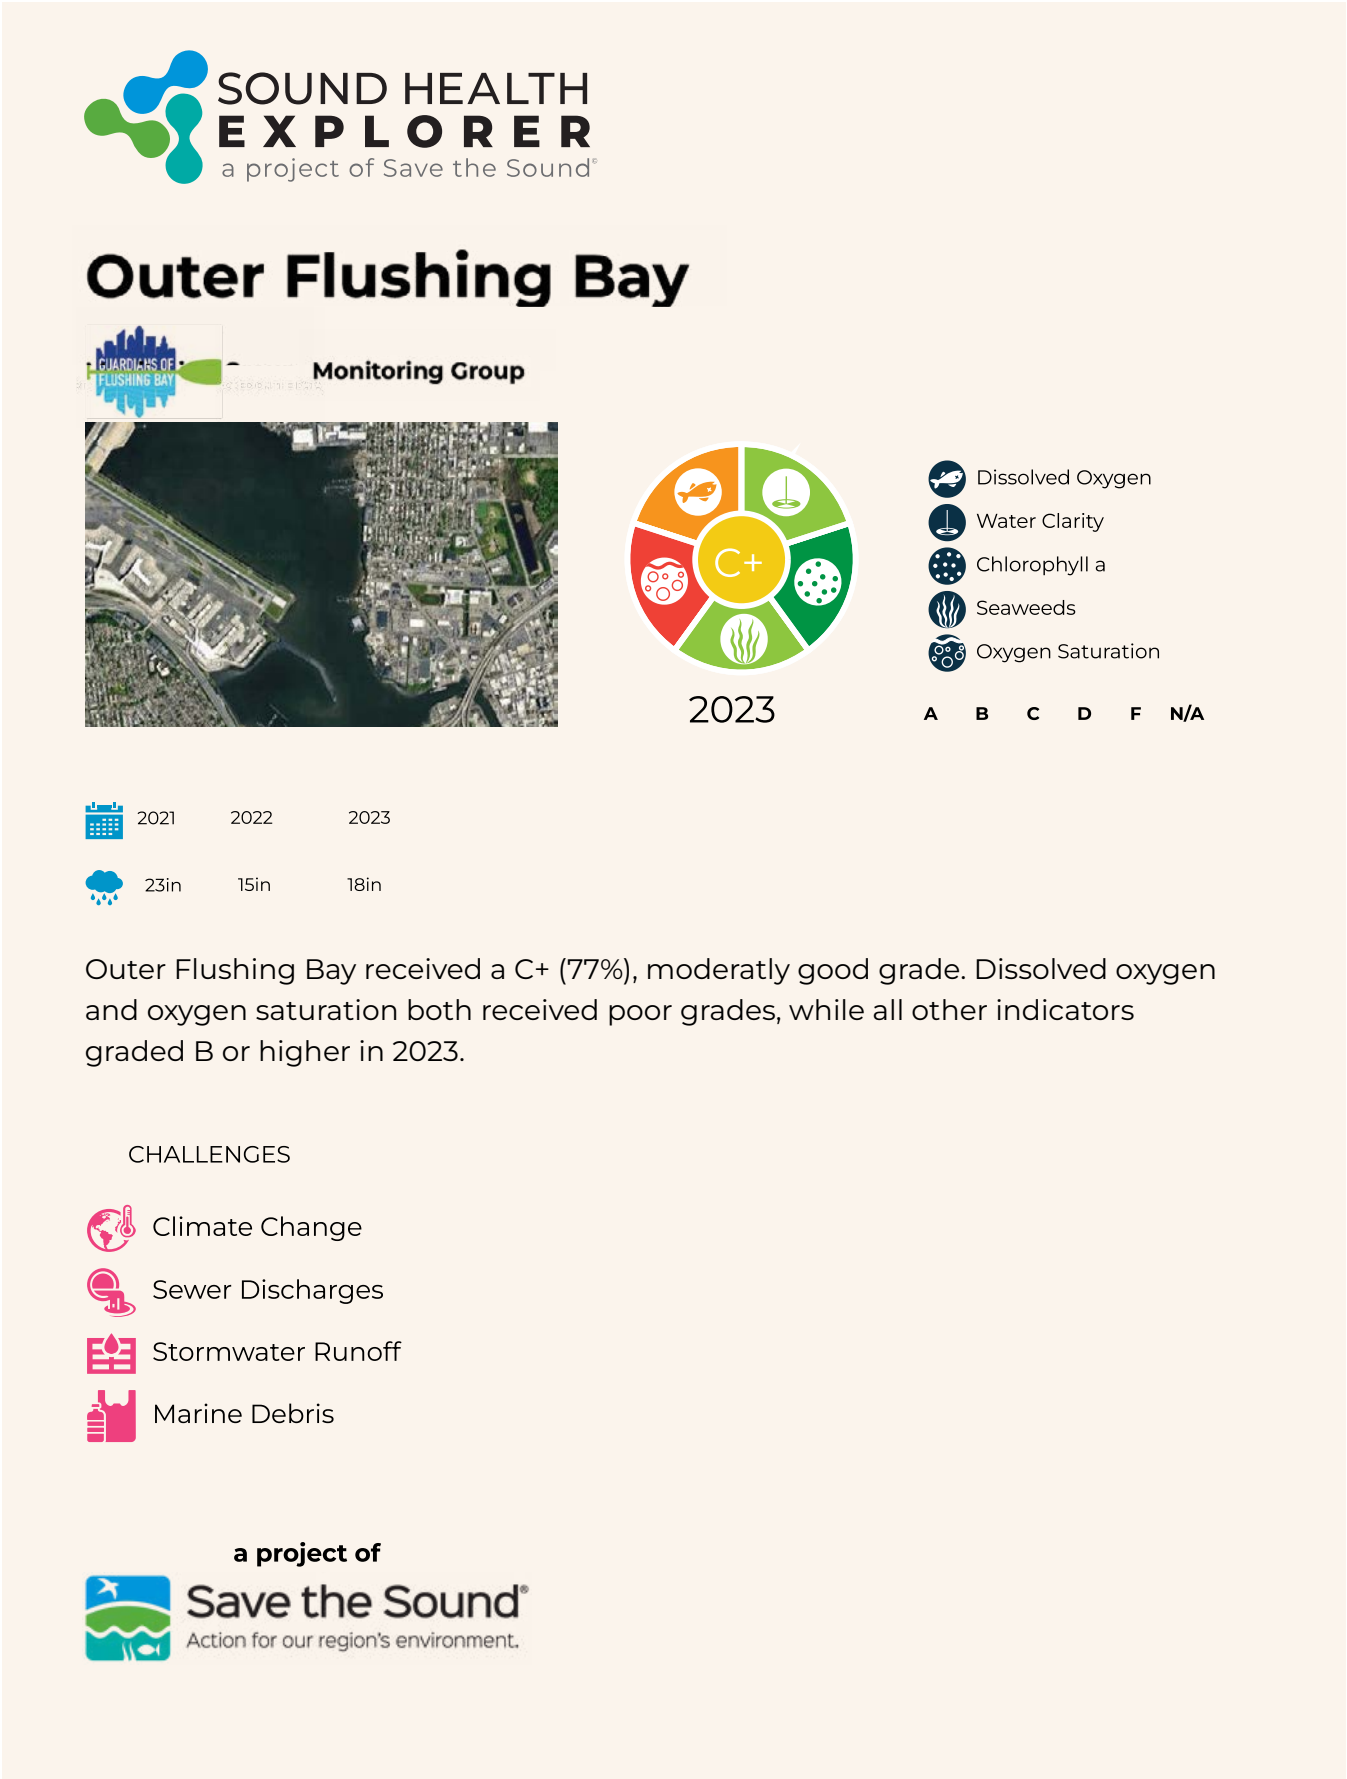 SOUND HEALTH
EXPLORER
a project of Save the Sound©
Outer Flushing Bay
GUARDIANS OF
FLUSHING BAY
Monitoring Group
C+
2023
Dissolved Oxygen
Water Clarity
Chlorophyll a
Seaweeds
Oxygen Saturation
A B C D F N/A
2021 2022 2023
23in 15in 18in
Outer Flushing Bay received a C+ (77%), moderatly good grade. Dissolved oxygen
and oxygen saturation both received poor grades, while all other indicators
graded B or higher in 2023.
CHALLENGES
Climate Change
Sewer Discharges
Stormwater Runoff
Marine Debris
a project of
Save the Sound®
Action for our region's environment.